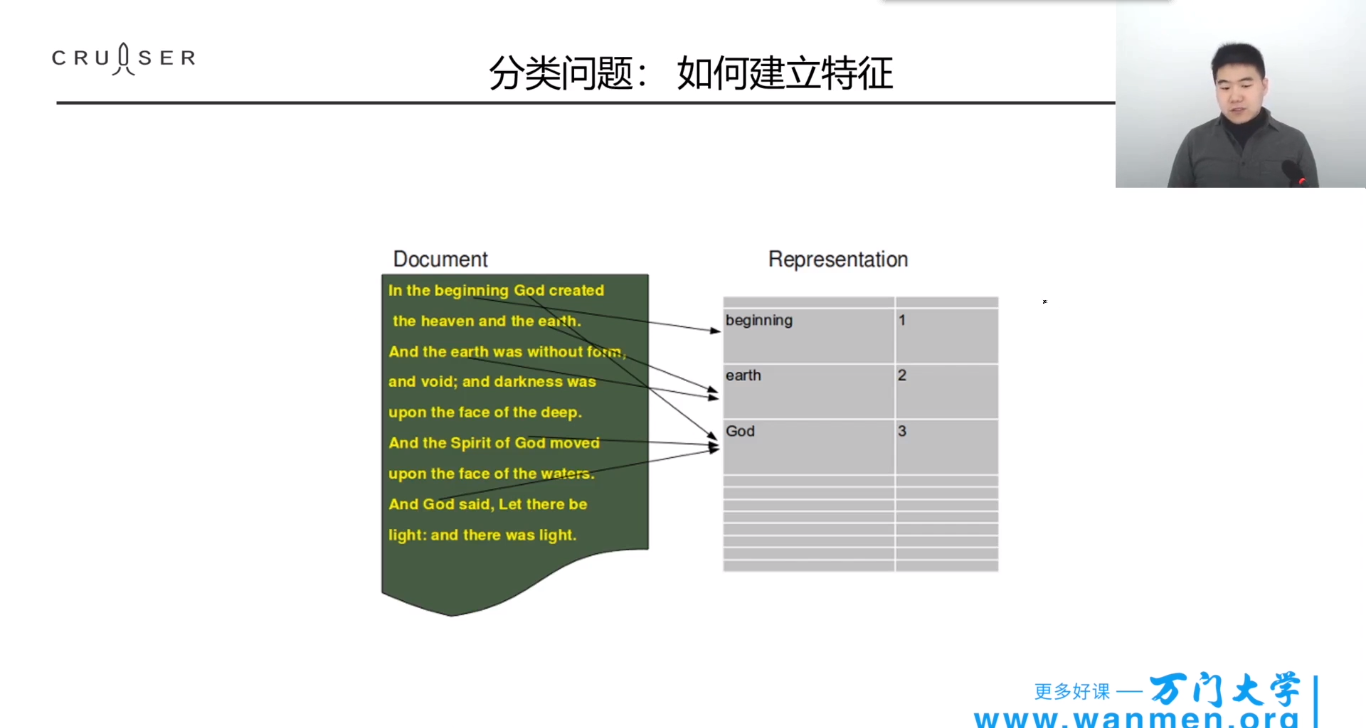 CRUISER
分类问题： 如何建立特征
Document
Representation
In the beginning God created
the heaven and the earth.
And the earth was without form,
and void; and darkness was
upon the face of the deep.
And the Spirit of God moved
upon the face of the waters.
And God said, Let there be
light: and there was light.
beginning 1
earth 2
God 3
更多好课 — 万门大学
www.wanmen.org